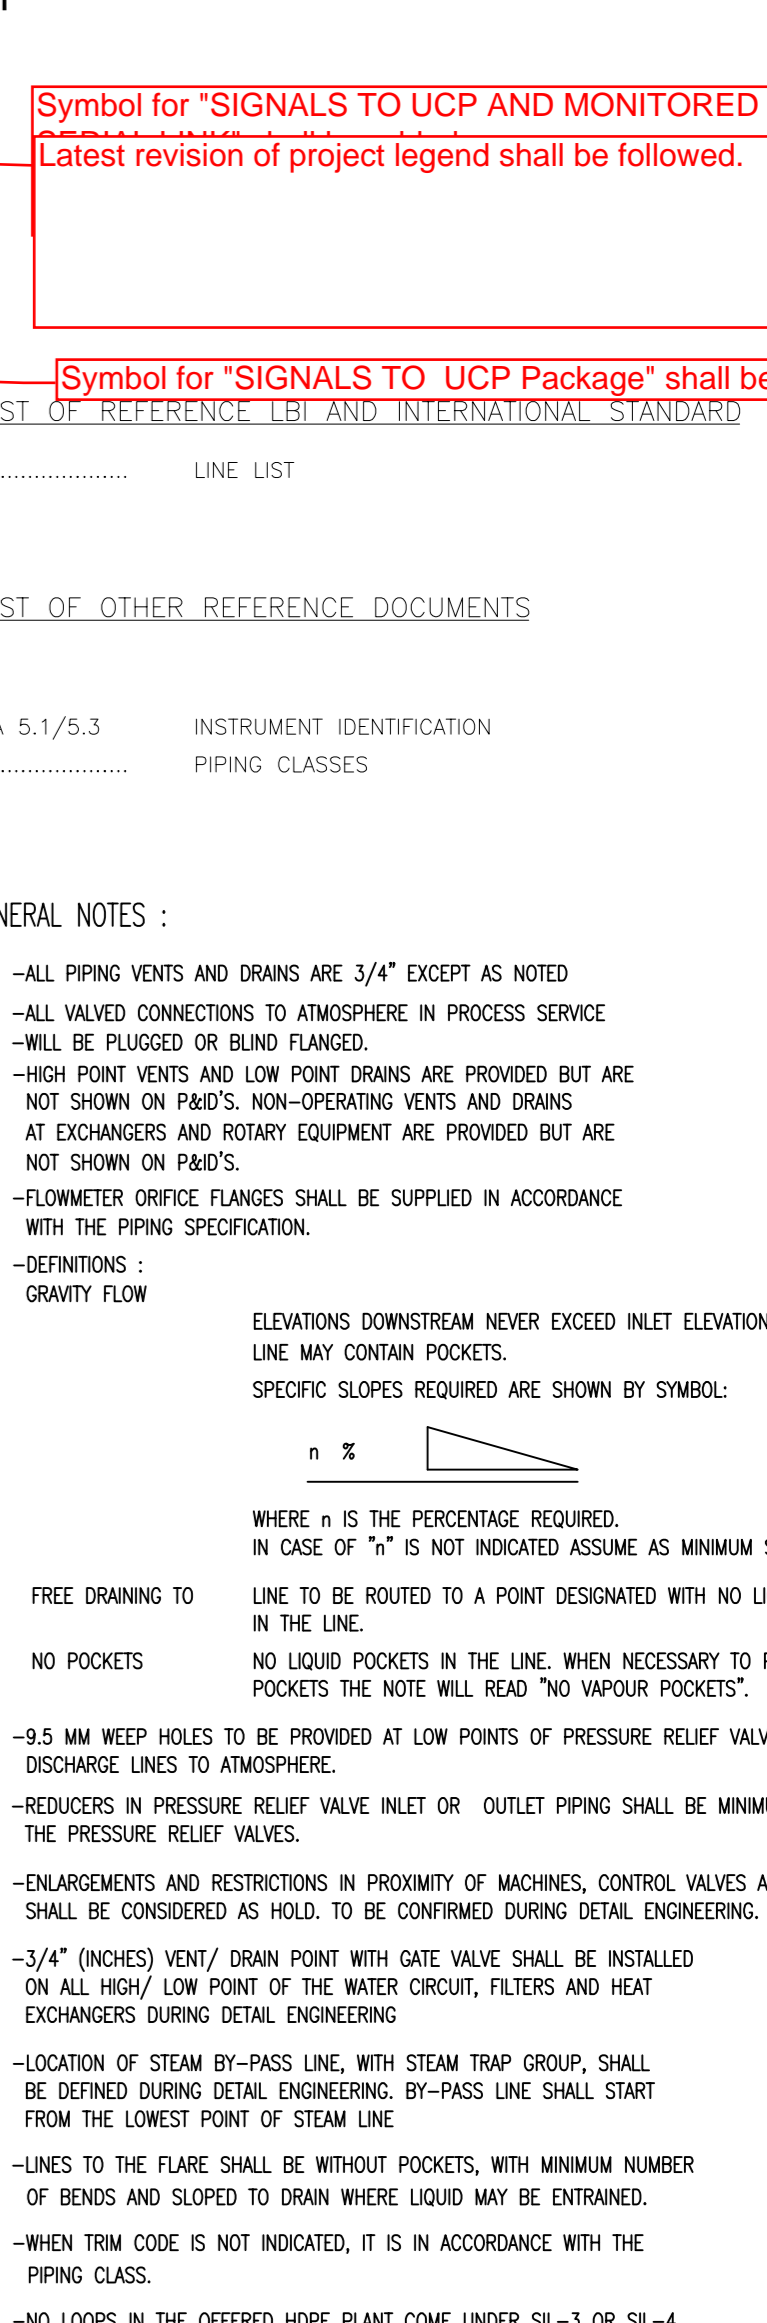 Symbol for "SIGNALS TO UCP AND MONITORED
Latest revision of project legend shall be followed.
Symbol for "SIGNALS TO UCP Package" shall be
ST OF REFERENCE LBI AND INTERNATIONAL STANDARD
................... LINE LIST
ST OF OTHER REFERENCE DOCUMENTS
A 5.1/5.3 INSTRUMENT IDENTIFICATION
................... PIPING CLASSES
NERAL NOTES :
-ALL PIPING VENTS AND DRAINS ARE 3/4" EXCEPT AS NOTED
-ALL VALVED CONNECTIONS TO ATMOSPHERE IN PROCESS SERVICE
-WILL BE PLUGGED OR BLIND FLANGED.
-HIGH POINT VENTS AND LOW POINT DRAINS ARE PROVIDED BUT ARE
NOT SHOWN ON P&ID'S. NON-OPERATING VENTS AND DRAINS
AT EXCHANGERS AND ROTARY EQUIPMENT ARE PROVIDED BUT ARE
NOT SHOWN ON P&ID'S.
-FLOWMETER ORIFICE FLANGES SHALL BE SUPPLIED IN ACCORDANCE
WITH THE PIPING SPECIFICATION.
-DEFINITIONS :
GRAVITY FLOW
ELEVATIONS DOWNSTREAM NEVER EXCEED INLET ELEVATION
LINE MAY CONTAIN POCKETS.
SPECIFIC SLOPES REQUIRED ARE SHOWN BY SYMBOL:
n %
WHERE n IS THE PERCENTAGE REQUIRED.
IN CASE OF "n" IS NOT INDICATED ASSUME AS MINIMUM
FREE DRAINING TO LINE TO BE ROUTED TO A POINT DESIGNATED WITH NO LI
IN THE LINE.
NO POCKETS NO LIQUID POCKETS IN THE LINE. WHEN NECESSARY TO
POCKETS THE NOTE WILL READ "NO VAPOUR POCKETS".
-9.5 MM WEEP HOLES TO BE PROVIDED AT LOW POINTS OF PRESSURE RELIEF VALV
DISCHARGE LINES TO ATMOSPHERE.
-REDUCERS IN PRESSURE RELIEF VALVE INLET OR OUTLET PIPING SHALL BE MINIMU
THE PRESSURE RELIEF VALVES.
-ENLARGEMENTS AND RESTRICTIONS IN PROXIMITY OF MACHINES, CONTROL VALVES A
SHALL BE CONSIDERED AS HOLD. TO BE CONFIRMED DURING DETAIL ENGINEERING.
-3/4" (INCHES) VENT/ DRAIN POINT WITH GATE VALVE SHALL BE INSTALLED
ON ALL HIGH/ LOW POINT OF THE WATER CIRCUIT, FILTERS AND HEAT
EXCHANGERS DURING DETAIL ENGINEERING
-LOCATION OF STEAM BY-PASS LINE, WITH STEAM TRAP GROUP, SHALL
BE DEFINED DURING DETAIL ENGINEERING. BY-PASS LINE SHALL START
FROM THE LOWEST POINT OF STEAM LINE
-LINES TO THE FLARE SHALL BE WITHOUT POCKETS, WITH MINIMUM NUMBER
OF BENDS AND SLOPED TO DRAIN WHERE LIQUID MAY BE ENTRAINED.
-WHEN TRIM CODE IS NOT INDICATED, IT IS IN ACCORDANCE WITH THE
PIPING CLASS.
-NO LOOPS IN THE OFFERED HDPE PLANT COME UNDER SIL-3 OR SIL-4